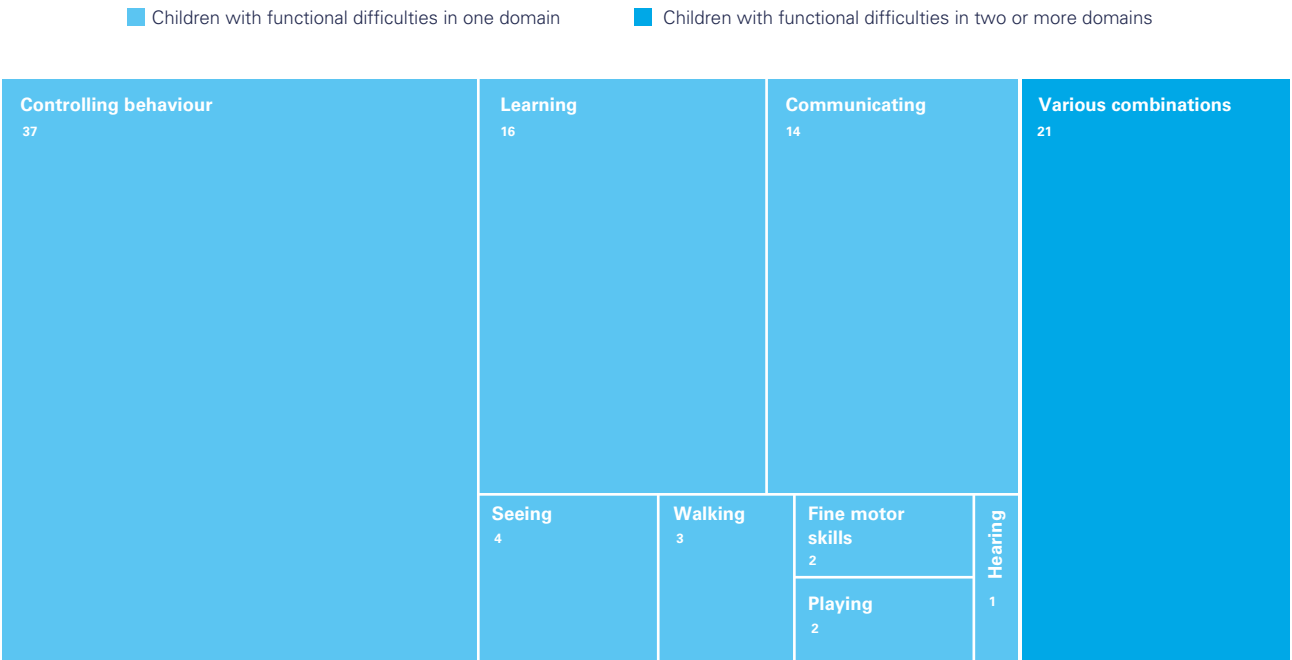 Children with functional difficulties in one domain
Children with functional difficulties in two or more domains
Controlling behaviour
37
Learning
16
Communicating
14
Various combinations
21
Seeing
4
Walking
3
Fine motor
skills
2
Playing
2
Hearing
1